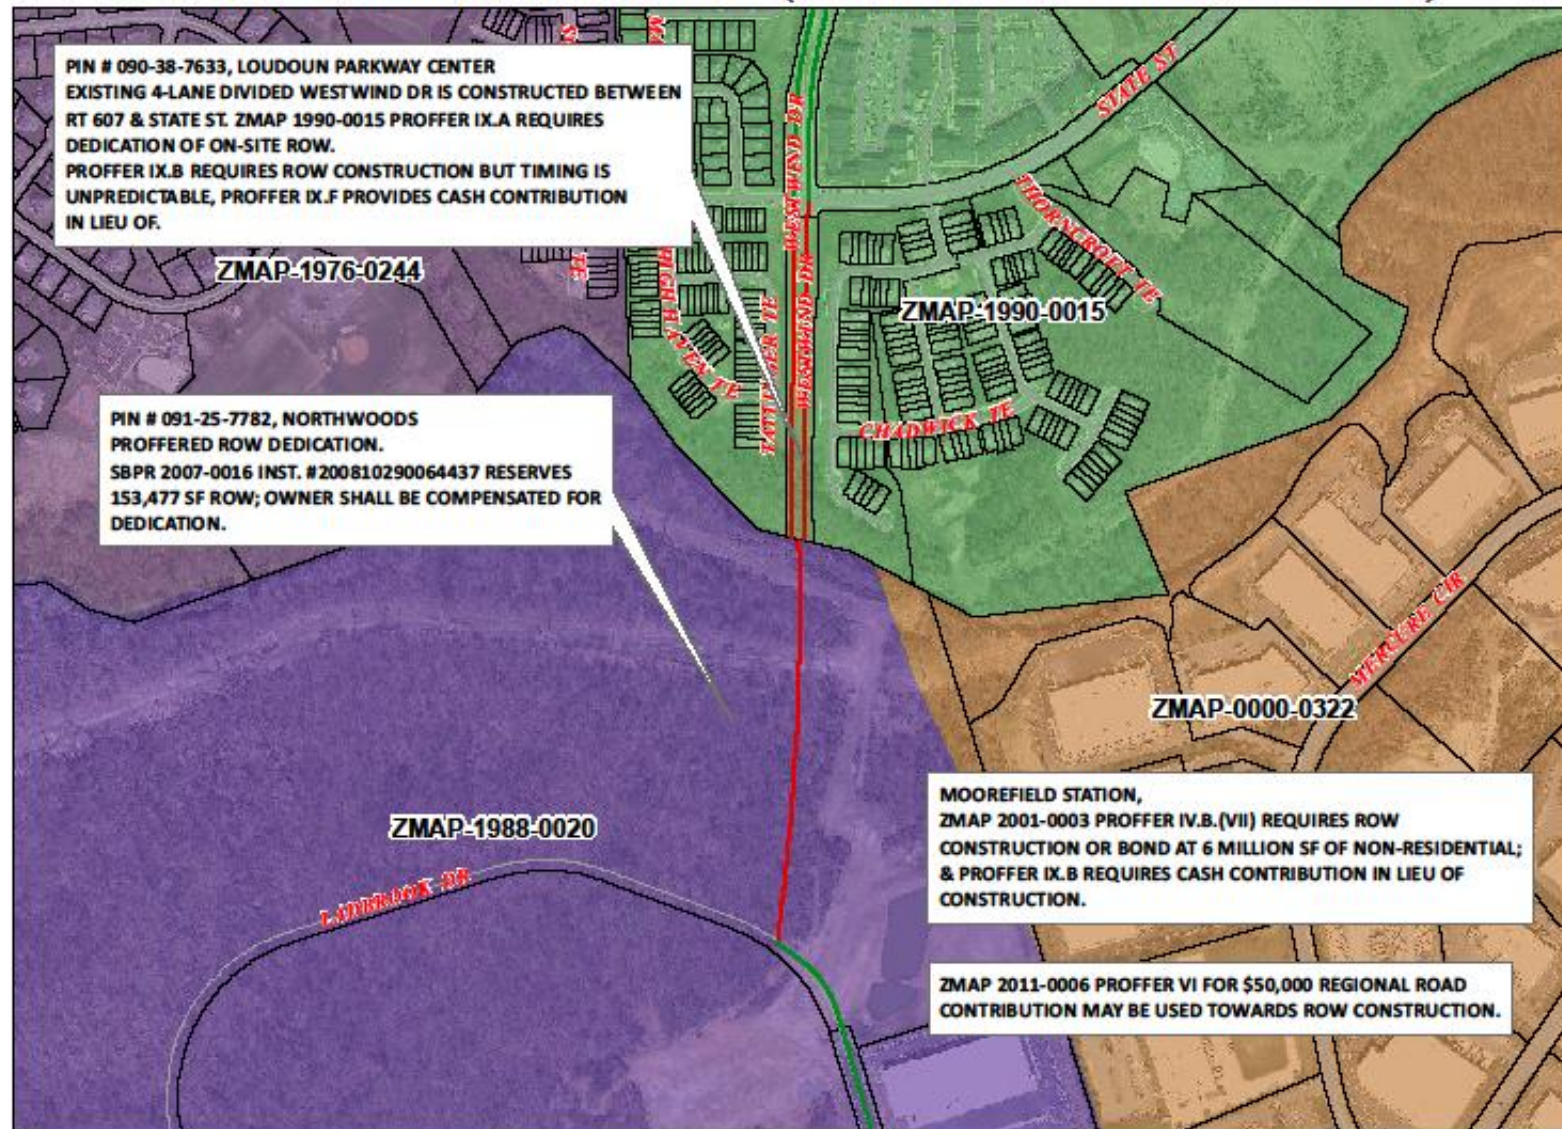 PIN # 090-38-7633, LOUDOUN PARKWAY CENTER
EXISTING 4-LANE DIVIDED WESTWIND DR IS CONSTRUCTED BETWEEN
RT 607 & STATE ST. ZMAP 1990-0015 PROFFER IX.A REQUIRES
DEDICATION OF ON-SITE ROW.
PROFFER IX.B REQUIRES ROW CONSTRUCTION BUT TIMING IS
UNPREDICTABLE, PROFFER IX.F PROVIDES CASH CONTRIBUTION
IN LIEU OF.
STATE ST
WESTWIND DR
THORNCROFT TE
ZMAP-1976-0244
TE
HIGH HAVEN TE
WESTWIND DR
ZMAP-1990-0015
CHADWICK TE
PIN # 091-25-7782, NORTHWOODS
PROFFERED ROW DEDICATION.
SBPR 2007-0016 INST. #200810290064437 RESERVES
153,477 SF ROW; OWNER SHALL BE COMPENSATED FOR
DEDICATION.
MERCURE CIR
ZMAP-0000-0322
ZMAP-1988-0020
LADBROOK DR
MOOREFIELD STATION,
ZMAP 2001-0003 PROFFER IV.B.(VII) REQUIRES ROW
CONSTRUCTION OR BOND AT 6 MILLION SF OF NON-RESIDENTIAL;
& PROFFER IX.B REQUIRES CASH CONTRIBUTION IN LIEU OF
CONSTRUCTION.
ZMAP 2011-0006 PROFFER VI FOR $50,000 REGIONAL ROAD
CONTRIBUTION MAY BE USED TOWARDS ROW CONSTRUCTION.